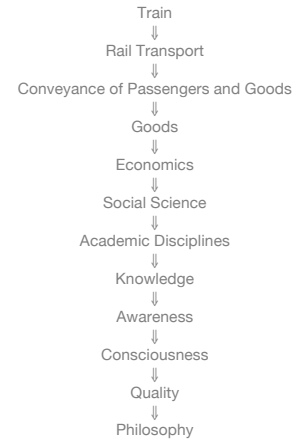 Train
⇓
Rail Transport
⇓
Conveyance of Passengers and Goods
⇓
Goods
⇓
Economics
⇓
Social Science
⇓
Academic Disciplines
⇓
Knowledge
⇓
Awareness
⇓
Consciousness
⇓
Quality
⇓
Philosophy